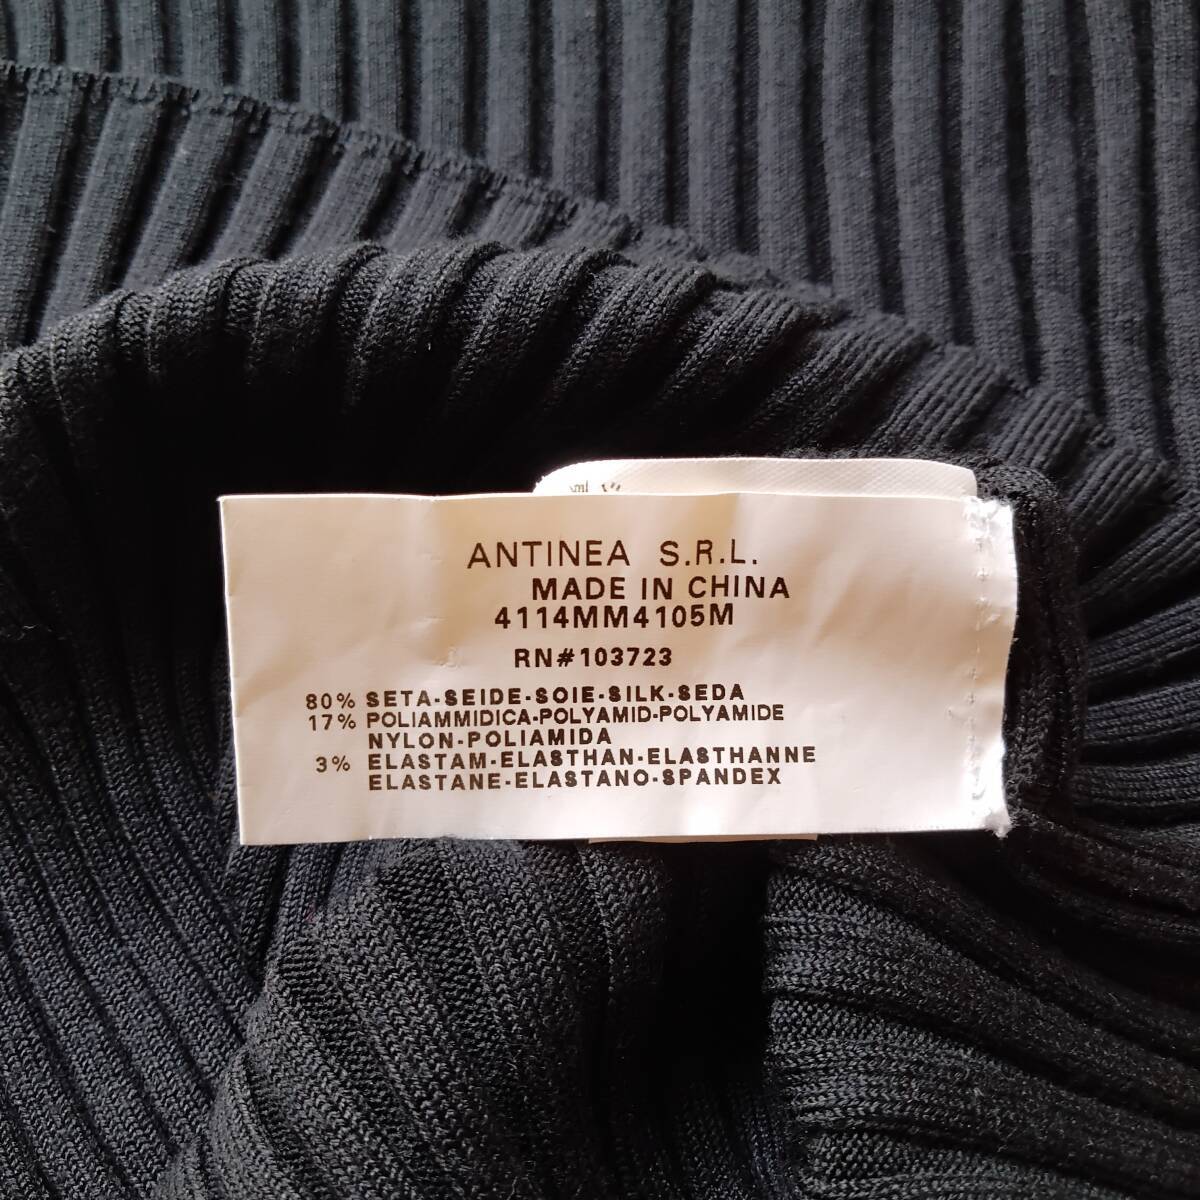 ANTINEA S.R.L.
MADE IN CHINA
4114MM4105M
RN#103723
80% SETA-SEIDE-SOIE-SILK-SEDA
17% POLIAMMIDICA-POLYAMID-POLYAMIDE
NYLON-POLIAMIDA
3% ELASTAM-ELASTHAN-ELASTHANNE
ELASTANE-ELASTANO-SPANDEX